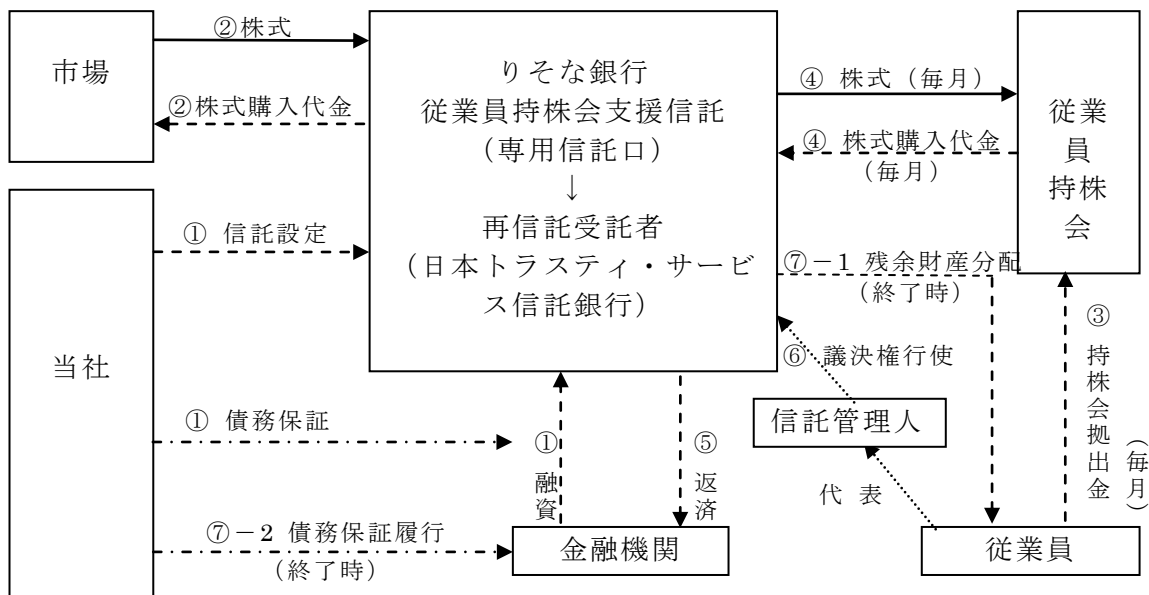 ②株式
市場
②株式購入代金
りそな銀行
従業員持株会支援信託
（専用信託口）
↓
再信託受託者
（日本トラスティ・サービ
ス信託銀行）
④ 株式（毎月）
④ 株式購入代金
（毎月）
従業員持株会
① 信託設定
⑦－1 残余財産分配
（終了時）
当社
⑥ 議決権行使
③ 持株会拠出金
（毎月）
① 債務保証
信託管理人
① 融資
⑤ 返済
代 表
⑦－2 債務保証履行
（終了時）
金融機関
従業員